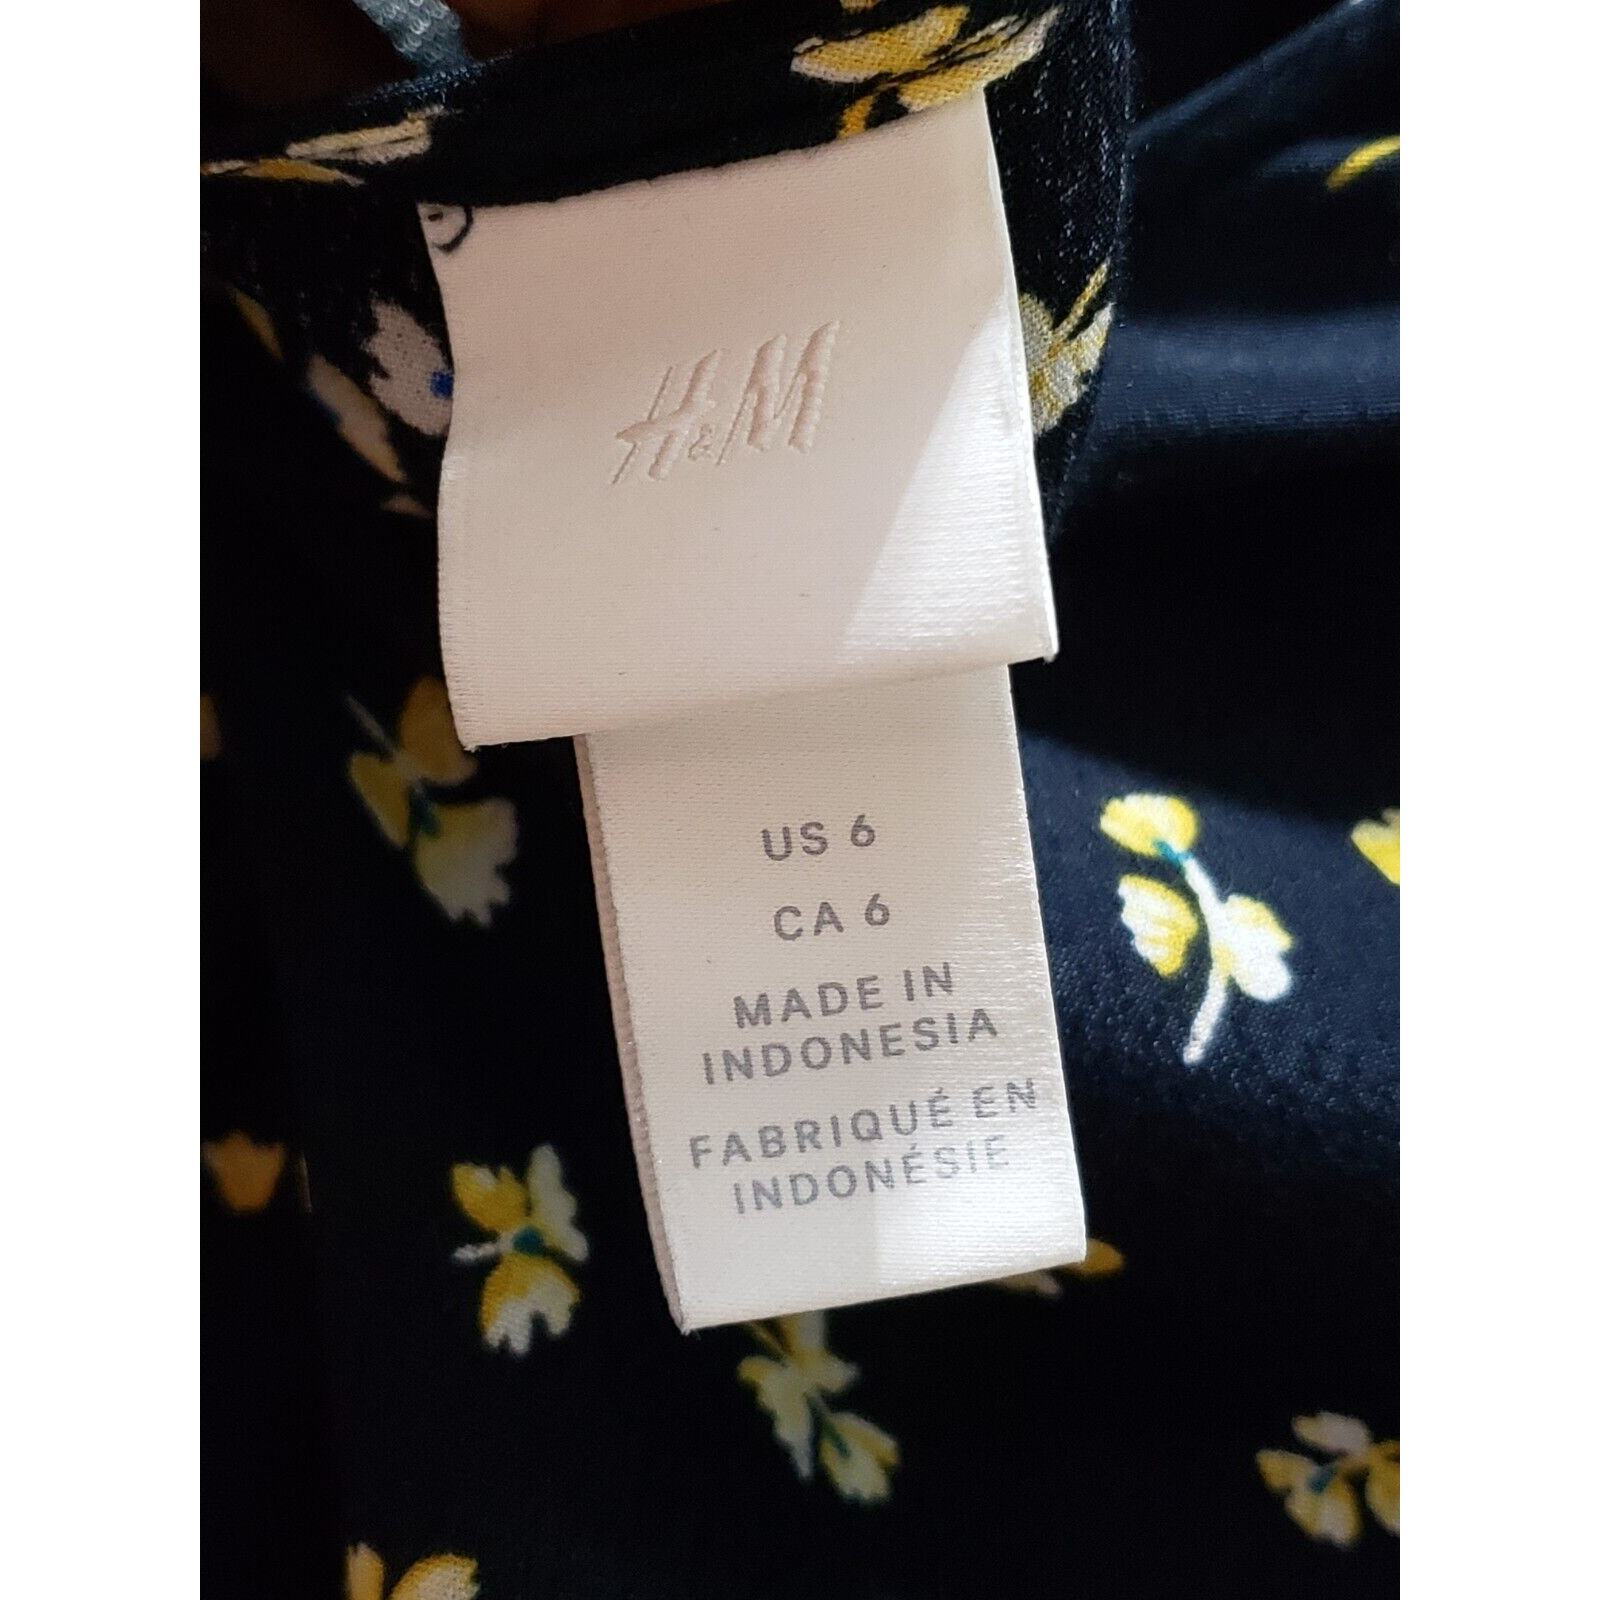 H&M
US 6
CA 6
MADE IN
INDONESIA
FABRIQUÉ EN
INDONÉSIE